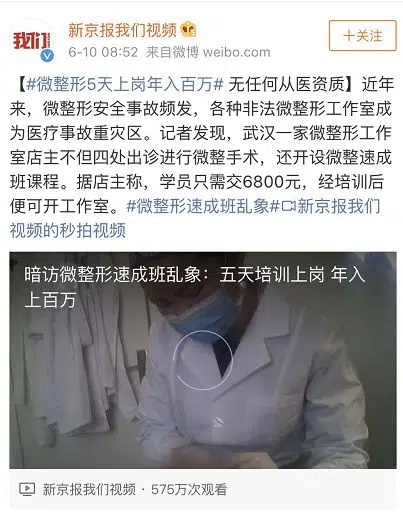 我们
新京报我们视频
6-10 08:52 来自微博 weibo.com
+关注
【#微整形5天上岗年入百万# 无任何从医资质】近年
来，微整形安全事故频发，各种非法微整形工作室成
为医疗事故重灾区。记者发现，武汉一家微整形工作
室店主不但四处出诊进行微整手术，还开设微整速成
班课程。据店主称，学员只需交6800元，经培训后
便可开工作室。#微整形速成班乱象#新京报我们
视频的秒拍视频
暗访微整形速成班乱象：五天培训上岗 年入
上百万
新京报我们视频 · 575万次观看